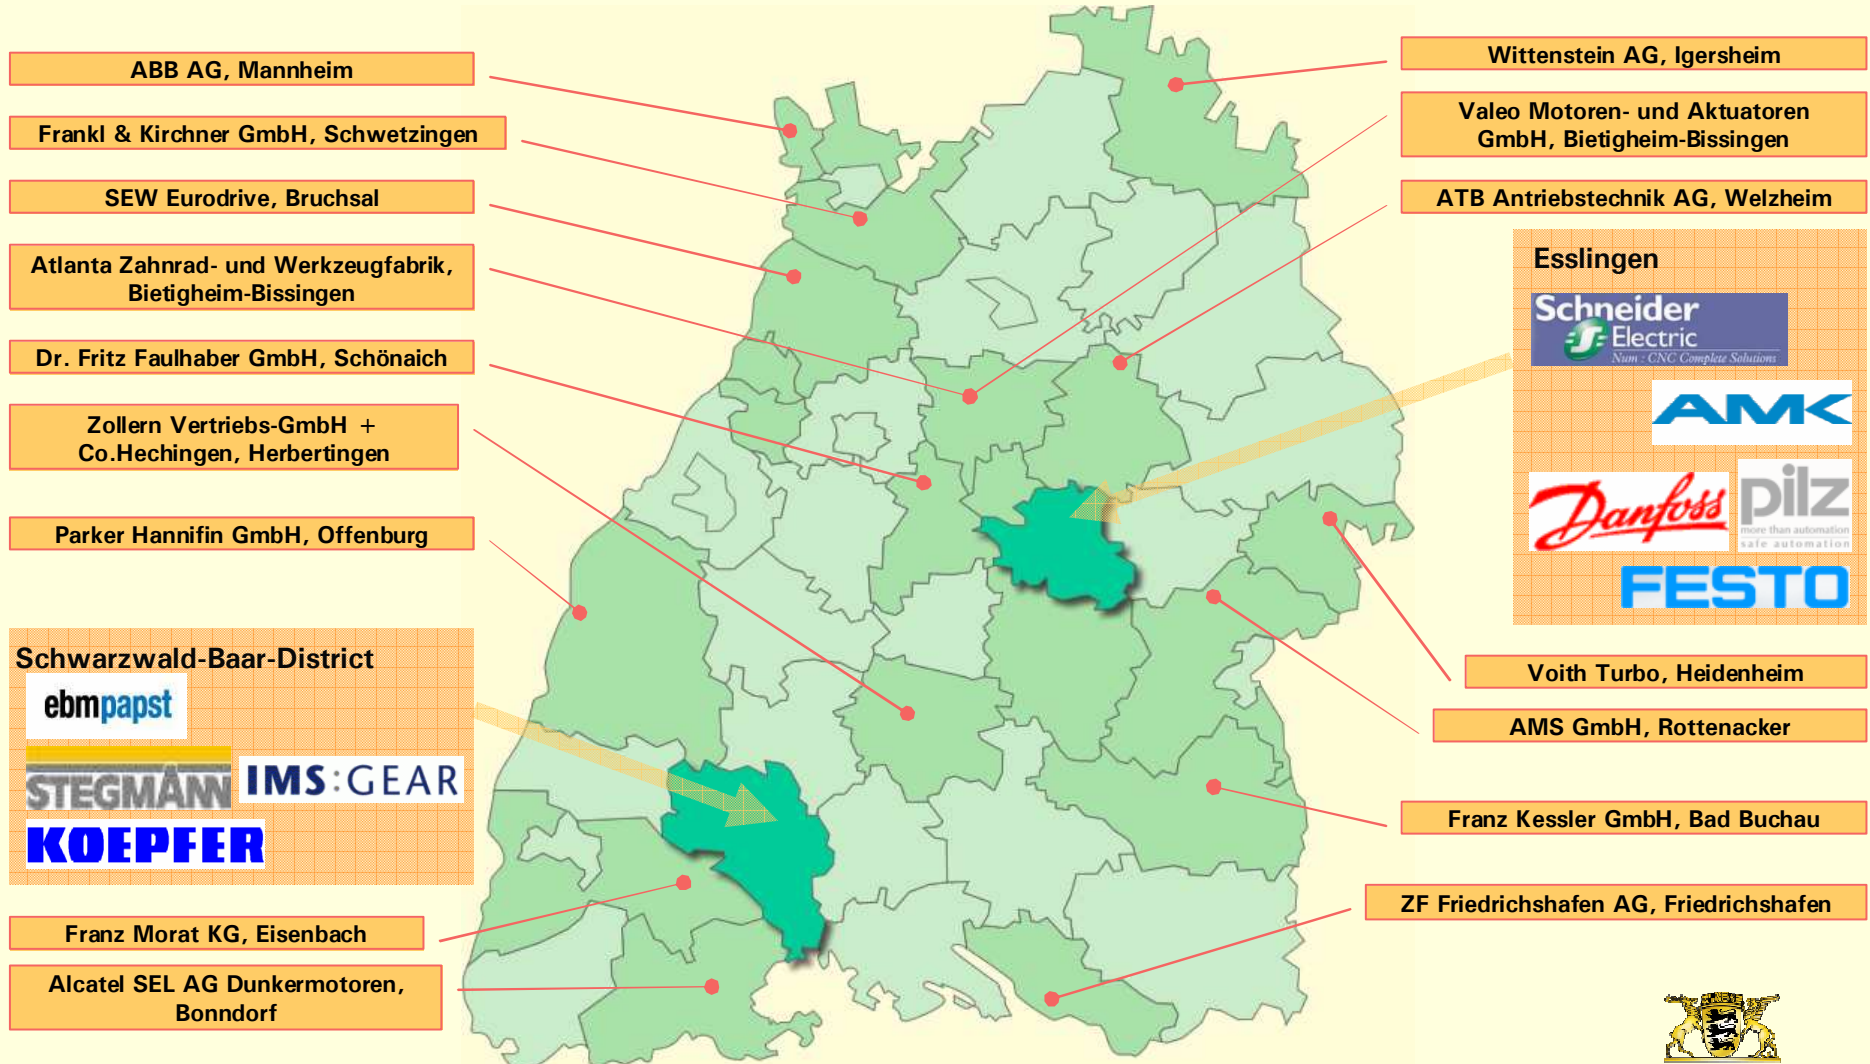 ABB AG, Mannheim
Frankl & Kirchner GmbH, Schwetzingen
SEW Eurodrive, Bruchsal
Atlanta Zahnrad- und Werkzeugfabrik,
Bietigheim-Bissingen
Dr. Fritz Faulhaber GmbH, Schönaich
Zollern Vertriebs-GmbH +
Co.Hechingen, Herbertingen
Parker Hannifin GmbH, Offenburg
Schwarzwald-Baar-District
ebmpapst
STEGMANN
IMS:GEAR
KOEPFER
Franz Morat KG, Eisenbach
Alcatel SEL AG Dunkermotoren,
Bonndorf
Wittenstein AG, Igersheim
Valeo Motoren- und Aktuatoren
GmbH, Bietigheim-Bissingen
ATB Antriebstechnik AG, Welzheim
Esslingen
Schneider
Electric
Num : CNC Complete Solutions
AMK
Danfoss
pilz
more than automation
safe automation
FESTO
Voith Turbo, Heidenheim
AMS GmbH, Rottenacker
Franz Kessler GmbH, Bad Buchau
ZF Friedrichshafen AG, Friedrichshafen